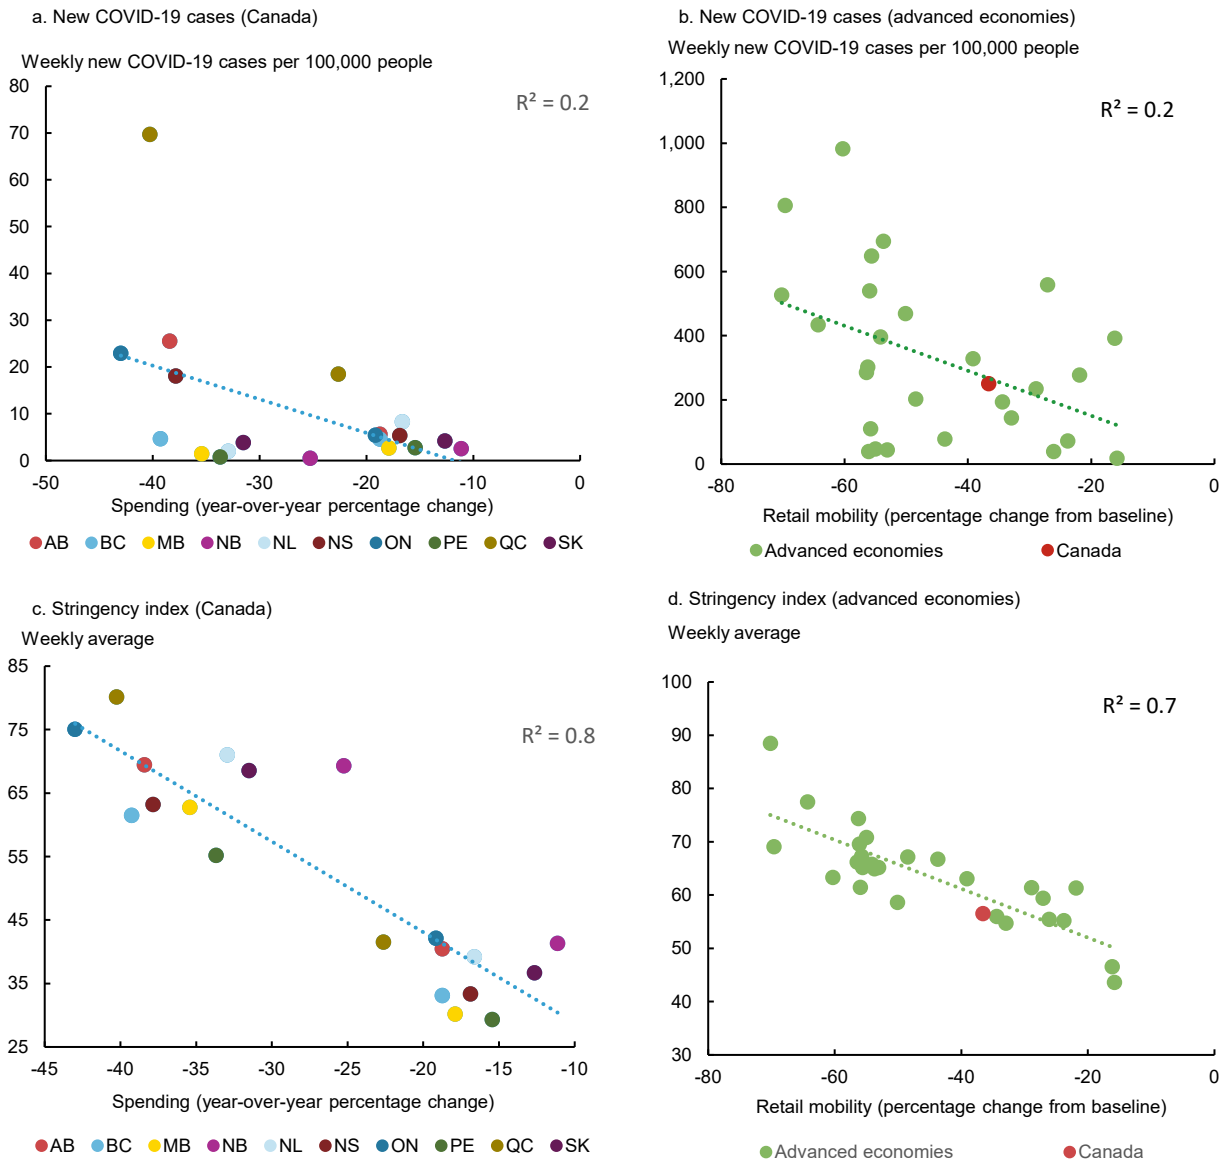 a. New COVID-19 cases (Canada)
Weekly new COVID-19 cases per 100,000 people
80
R² = 0.2
70
60
50
40
30
20
10
0
-50 -40 -30 -20 -10 0
Spending (year-over-year percentage change)
AB BC MB NB NL NS ON PE QC SK
b. New COVID-19 cases (advanced economies)
Weekly new COVID-19 cases per 100,000 people
1,200
R² = 0.2
1,000
800
600
400
200
0
-80 -60 -40 -20 0
Retail mobility (percentage change from baseline)
Advanced economies Canada
c. Stringency index (Canada)
Weekly average
85
75
R² = 0.8
65
55
45
35
25
-45 -40 -35 -30 -25 -20 -15 -10
Spending (year-over-year percentage change)
AB BC MB NB NL NS ON PE QC SK
d. Stringency index (advanced economies)
Weekly average
100
R² = 0.7
90
80
70
60
50
40
30
-80 -60 -40 -20 0
Retail mobility (percentage change from baseline)
Advanced economies Canada